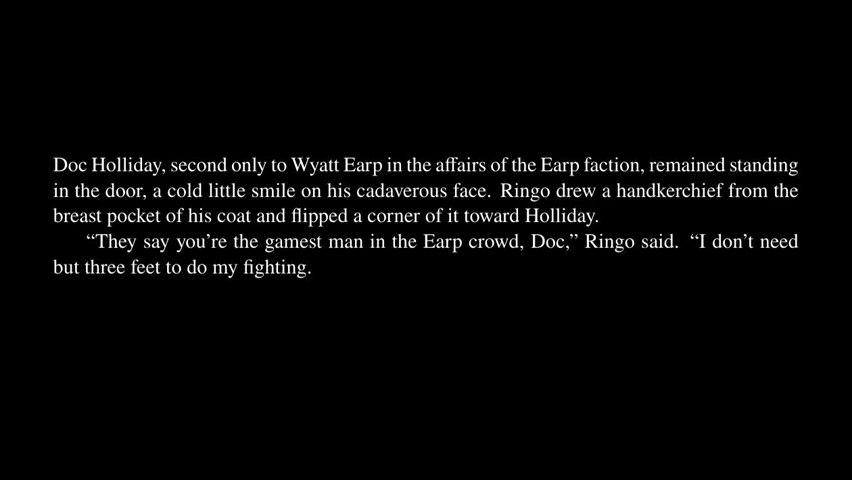 Doc Holliday, second only to Wyatt Earp in the affairs of the Earp faction, remained standing
in the door, a cold little smile on his cadaverous face. Ringo drew a handkerchief from the
breast pocket of his coat and flipped a corner of it toward Holliday.
“They say you’re the gamest man in the Earp crowd, Doc,” Ringo said. “I don’t need
but three feet to do my fighting.